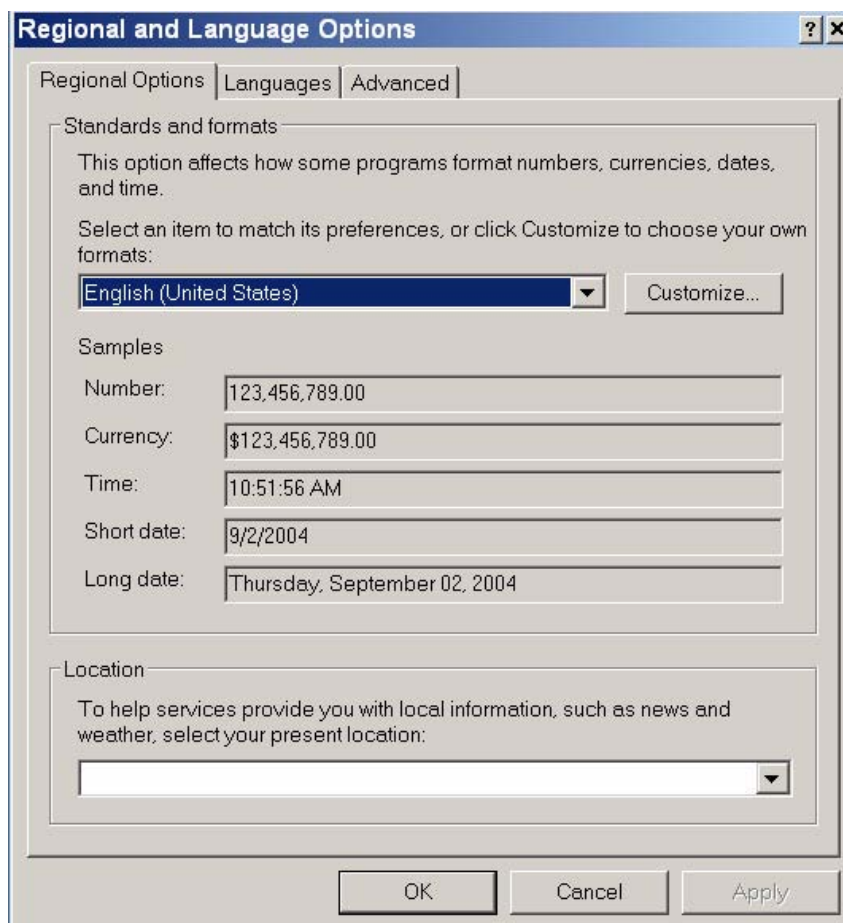 Regional and Language Options
Regional Options
Languages
Advanced
Standards and formats
This option affects how some programs format numbers, currencies, dates,
and time.
Select an item to match its preferences, or click Customize to choose your own
formats:
English (United States)
Customize...
Samples
Number:
123,456,789.00
Currency:
$123,456,789.00
Time:
10:51:56 AM
Short date:
9/2/2004
Long date:
Thursday, September 02, 2004
Location
To help services provide you with local information, such as news and
weather, select your present location:
OK
Cancel
Apply